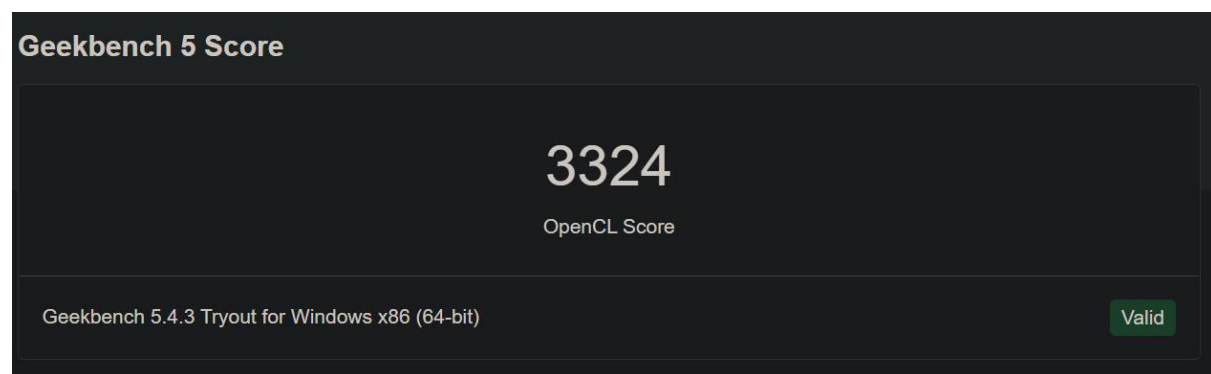 Geekbench 5 Score
3324
OpenCL Score
Geekbench 5.4.3 Tryout for Windows x86 (64-bit)
Valid